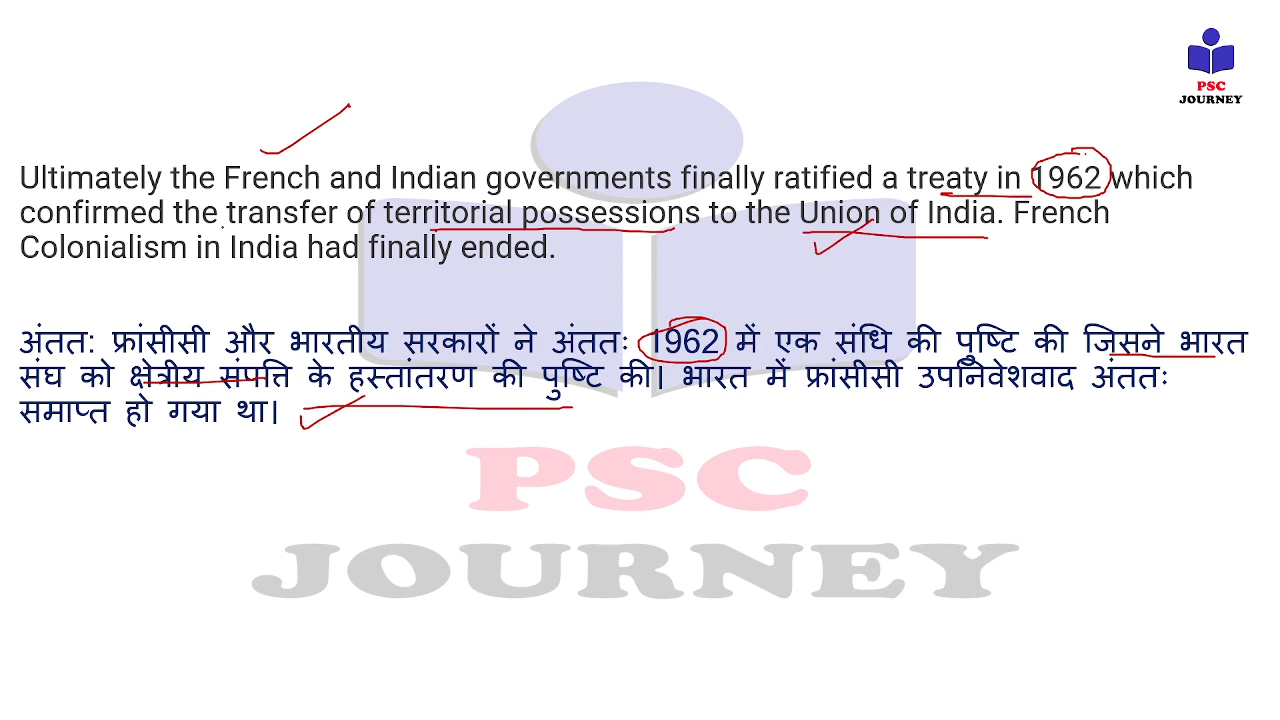 PSC
JOURNEY
Ultimately the French and Indian governments finally ratified a treaty in 1962 which
confirmed the transfer of territorial possessions to the Union of India. French
Colonialism in India had finally ended.
अंतत: फ्रांसीसी और भारतीय सरकारों ने अंततः 1962 में एक संधि की पुष्टि की जिसने भारत
संघ को क्षेत्रीय संपत्ति के हस्तांतरण की पुष्टि की। भारत में फ्रांसीसी उपनिवेशवाद अंततः
समाप्त हो गया था।
PSC
JOURNEY